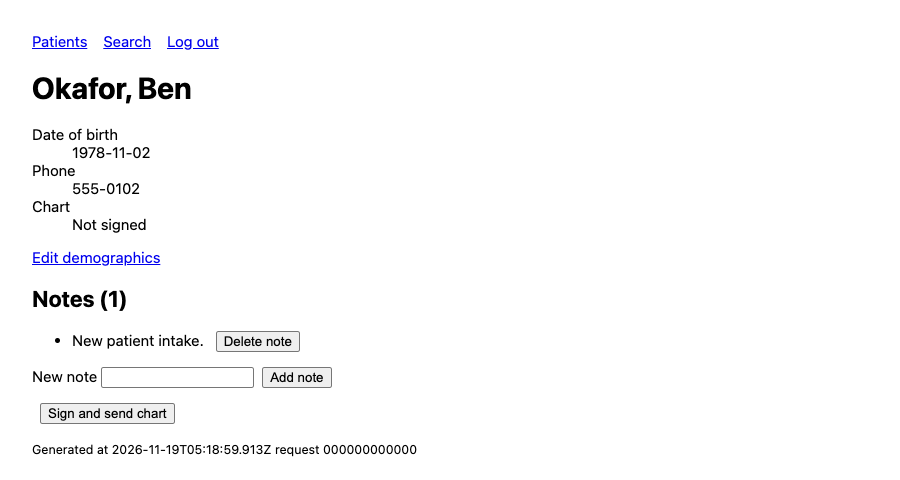 Patients Search Log out
Okafor, Ben
Date of birth
1978-11-02
Phone
555-0102
Chart
Not signed
Edit demographics
Notes (1)
• New patient intake. Delete note
New note Add note
Sign and send chart
Generated at 2026-11-19T05:18:59.913Z request 000000000000